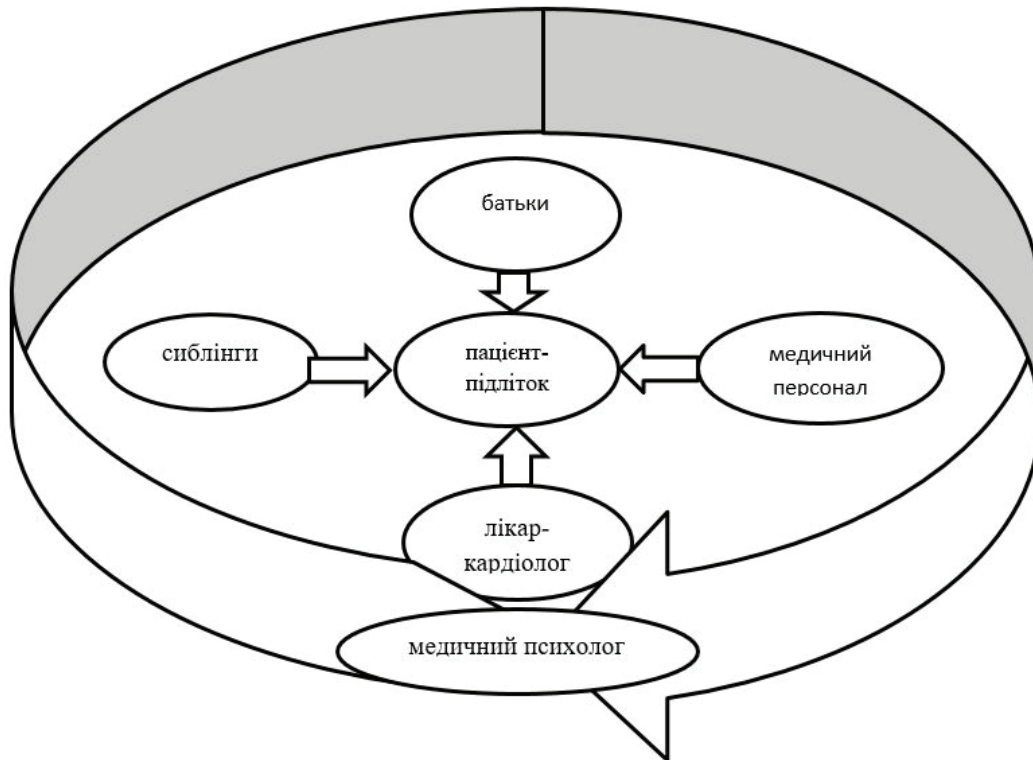 батьки
сиблінги
пацієнт-
підліток
медичний
персонал
лікар-
кардіолог
медичний психолог